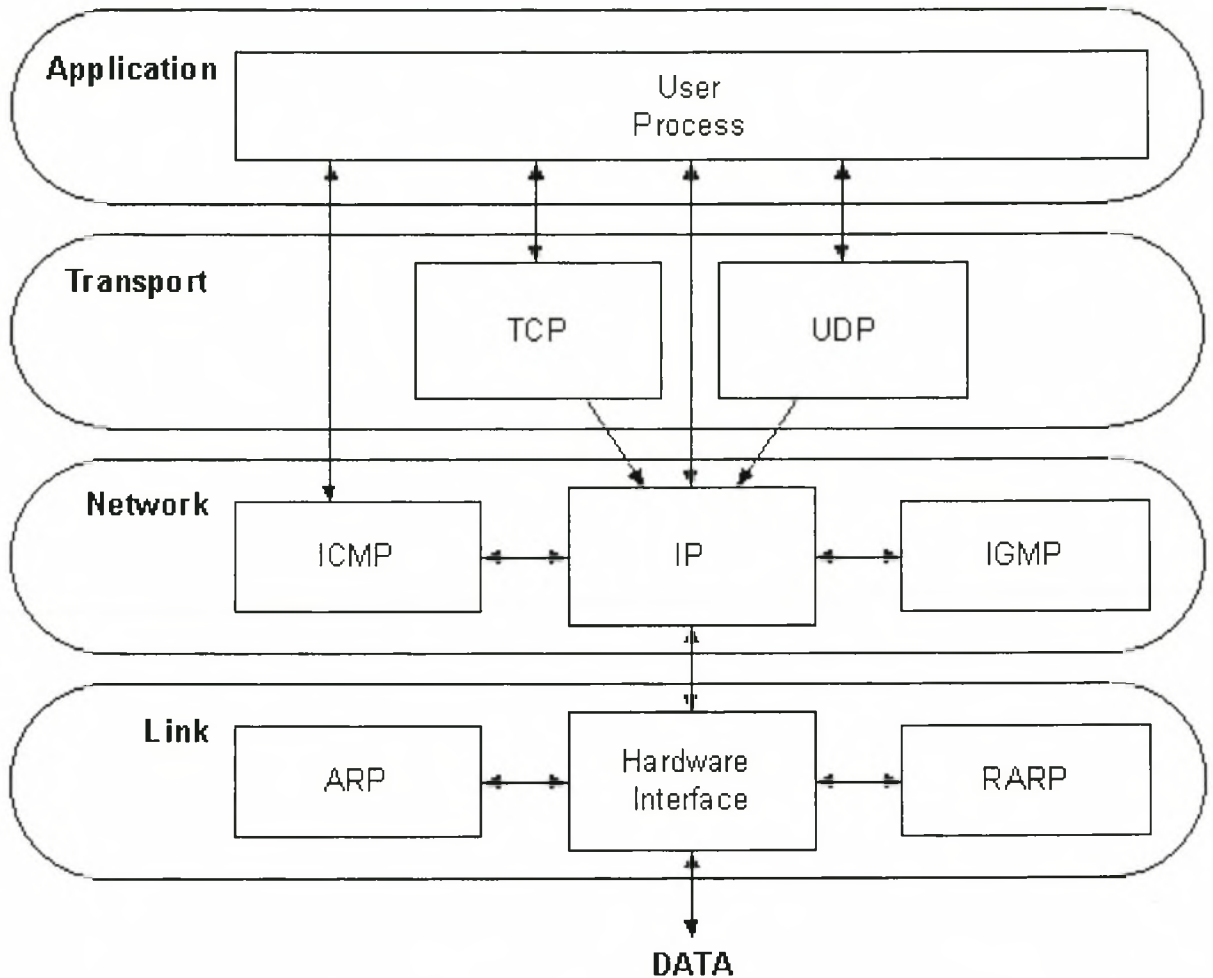 Application
User
Process
Transport
TCP
UDP
Network
ICMP
IP
IGMP
Link
ARP
Hardware
Interface
RARP
DATA